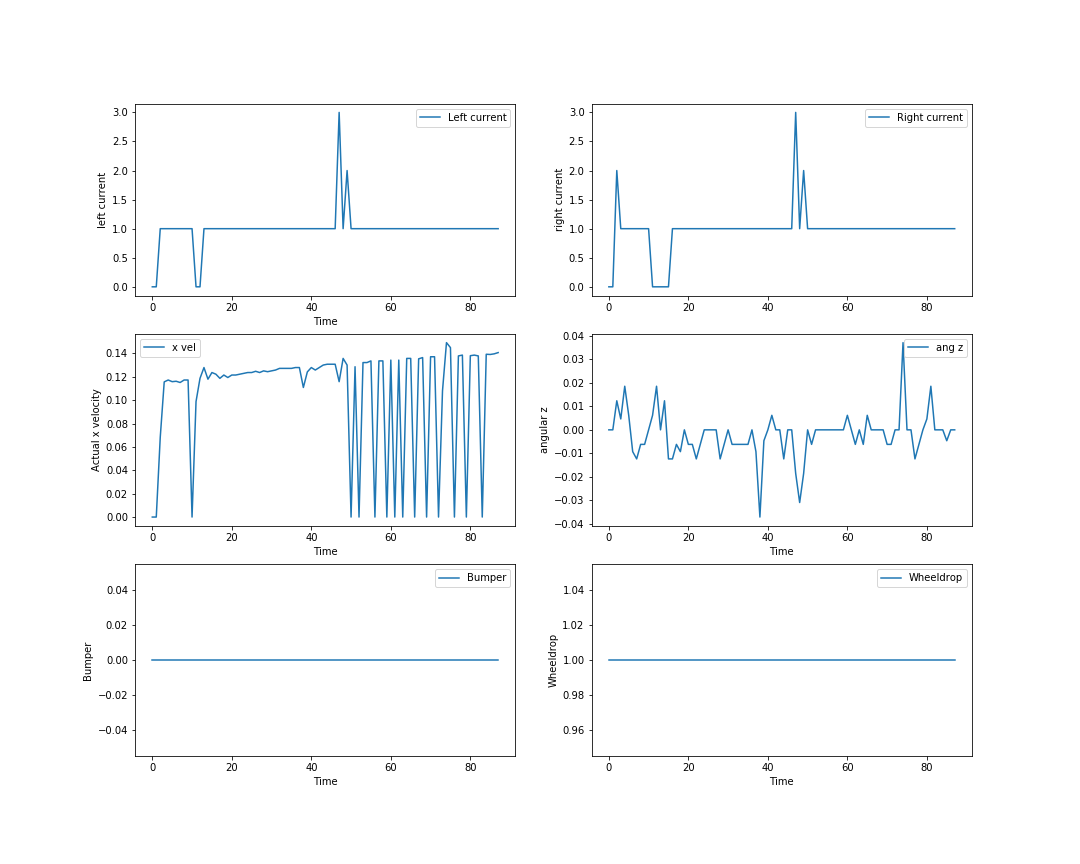 3.0
2.5
2.0
1.5
1.0
0.5
0.0
left current
Left current
0 20 40 60 80
Time
3.0
2.5
2.0
1.5
1.0
0.5
0.0
right current
Right current
0 20 40 60 80
Time
0.14
0.12
0.10
0.08
0.06
0.04
0.02
0.00
Actual x velocity
x vel
0 20 40 60 80
Time
0.04
0.03
0.02
0.01
0.00
−0.01
−0.02
−0.03
−0.04
angular z
ang z
0 20 40 60 80
Time
0.04
0.02
0.00
−0.02
−0.04
Bumper
Bumper
0 20 40 60 80
Time
1.04
1.02
1.00
0.98
0.96
Wheeldrop
Wheeldrop
0 20 40 60 80
Time